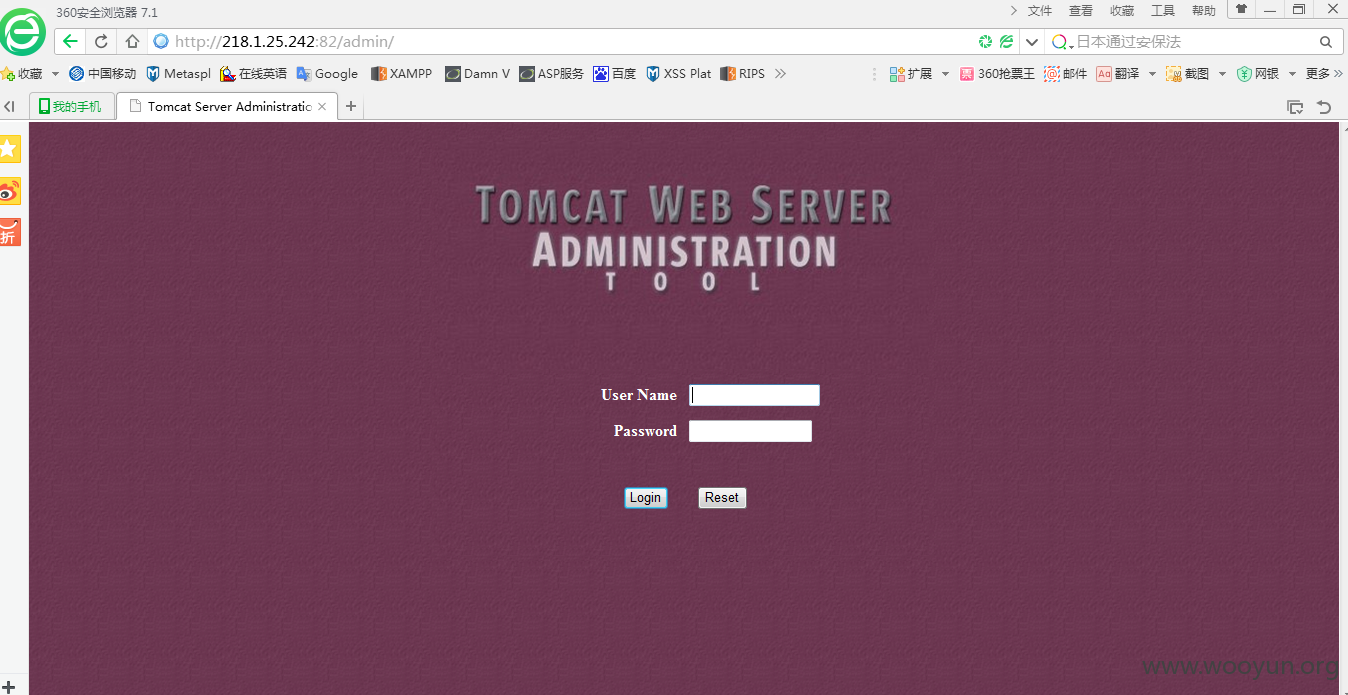 360安全浏览器 7.1
文件 查看 收藏 工具 帮助
http://218.1.25.242:82/admin/
日本通过安保法
收藏 中国移动 Metaspl 在线英语 Google XAMPP Damn V ASP服务 百度 XSS Plat RIPS 扩展 360抢票王 邮件 翻译 截图 网银 更多
我的手机 Tomcat Server Administratio
折
TOMCAT WEB SERVER
ADMINISTRATION
TOOL
User Name
Password
Login Reset
www.wooyun.org